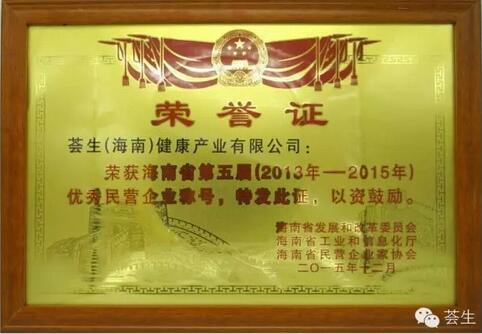 荣誉证
荟生(海南)健康产业有限公司：
荣获海南省第五届(2013年—2015年)
优秀民营企业称号，特发此证，以资鼓励。
海南省发展和改革委员会
海南省工业和信息化厅
海南省民营企业家协会
二〇一五年十二月
荟生